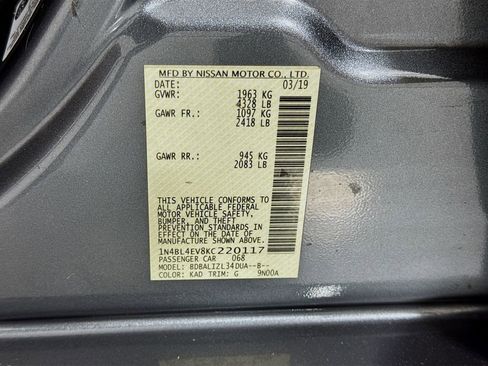 MFD BY NISSAN MOTOR CO., LTD.
DATE: 03/19
GVWR: 1963 KG
4328 LB
GAWR FR.: 1097 KG
2418 LB
GAWR RR.: 945 KG
2083 LB
THIS VEHICLE CONFORMS TO
ALL APPLICABLE FEDERAL
MOTOR VEHICLE SAFETY,
BUMPER, AND THEFT
PREVENTION STANDARDS IN
EFFECT ON THE DATE OF
MANUFACTURE SHOWN ABOVE.
1N4BL4EV8KC220117
PASSENGER CAR 068
MODEL: BDBALIZL34DUA--B--
COLOR: KAD TRIM: G 9N00A